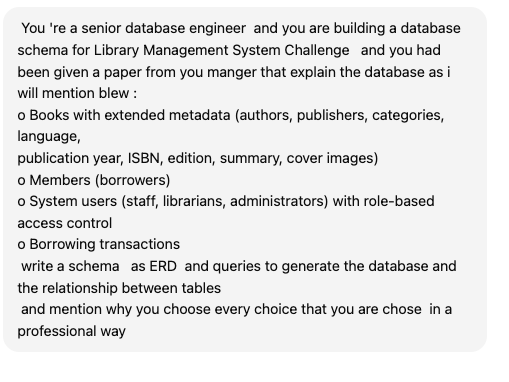 You 're a senior database engineer  and you are building a database
schema for Library Management System Challenge   and you had
been given a paper from you manger that explain the database as i
will mention blew :
o Books with extended metadata (authors, publishers, categories,
language,
publication year, ISBN, edition, summary, cover images)
o Members (borrowers)
o System users (staff, librarians, administrators) with role-based
access control
o Borrowing transactions
write a schema   as ERD  and queries to generate the database and
the relationship between tables
and mention why you choose every choice that you are chose  in a
professional way